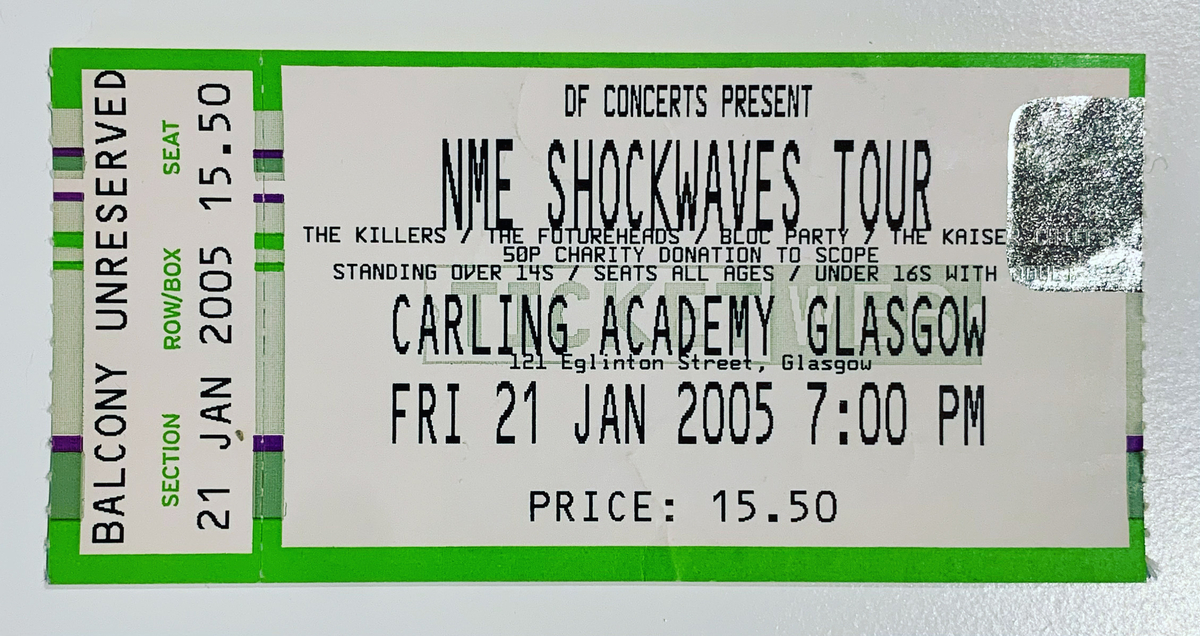 BALCONY UNRESERVED
SECTION ROW/BOX SEAT
21 JAN 2005 15.50
DF CONCERTS PRESENT
NME SHOCKWAVES TOUR
THE KILLERS / THE FUTUREHEADS / BLOC PARTY / THE KAISE
50P CHARITY DONATION TO SCOPE
STANDING OVER 14S / SEATS ALL AGES / UNDER 16S WITH
TICKETWEB
CARLING ACADEMY GLASGOW
121 Eglinton Street, Glasgow
FRI 21 JAN 2005 7:00 PM
PRICE: 15.50